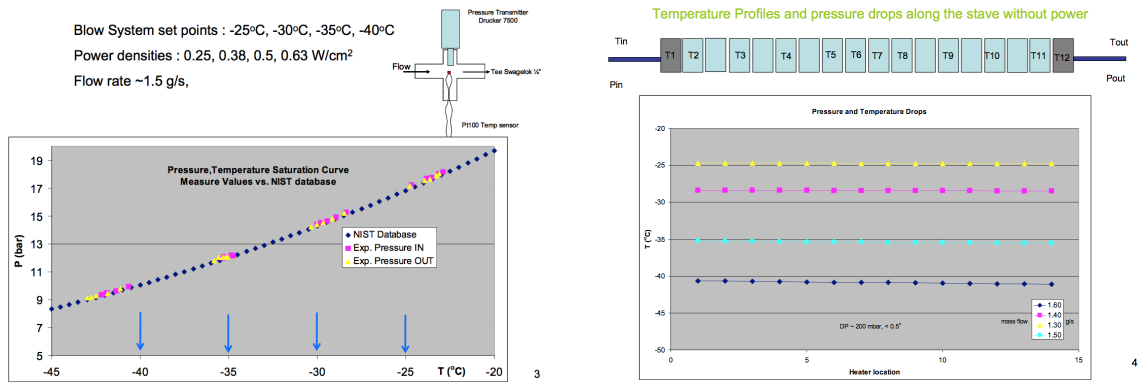 Blow System set points : -25ºC, -30ºC, -35ºC, -40ºC
Power densities : 0.25, 0.38, 0.5, 0.63 W/cm²
Flow rate ~1.5 g/s,
Pressure Transmitter
Drucker 7500
Flow
Tee Swagelok ¼"
Pt100 Temp sensor
Pressure,Temperature Saturation Curve
Measure Values vs. NIST database
NIST Database
Exp. Pressure IN
Exp. Pressure OUT
P (bar)
19
17
15
13
11
9
7
5
-45
-40
-35
-30
-25
T (°C)
-20
3
Temperature Profiles and pressure drops along the stave without power
Tin
Tout
T1
T2
T3
T4
T5
T6
T7
T8
T9
T10
T11
T12
Pin
Pout
Pressure and Temperature Drops
T (°C)
-20
-25
-30
-35
-40
-45
-50
DP ~ 200 mbar, < 0.5°
mass flow
1.60
1.40
1.30
1.50
g/s
0
5
10
15
Heater location
4